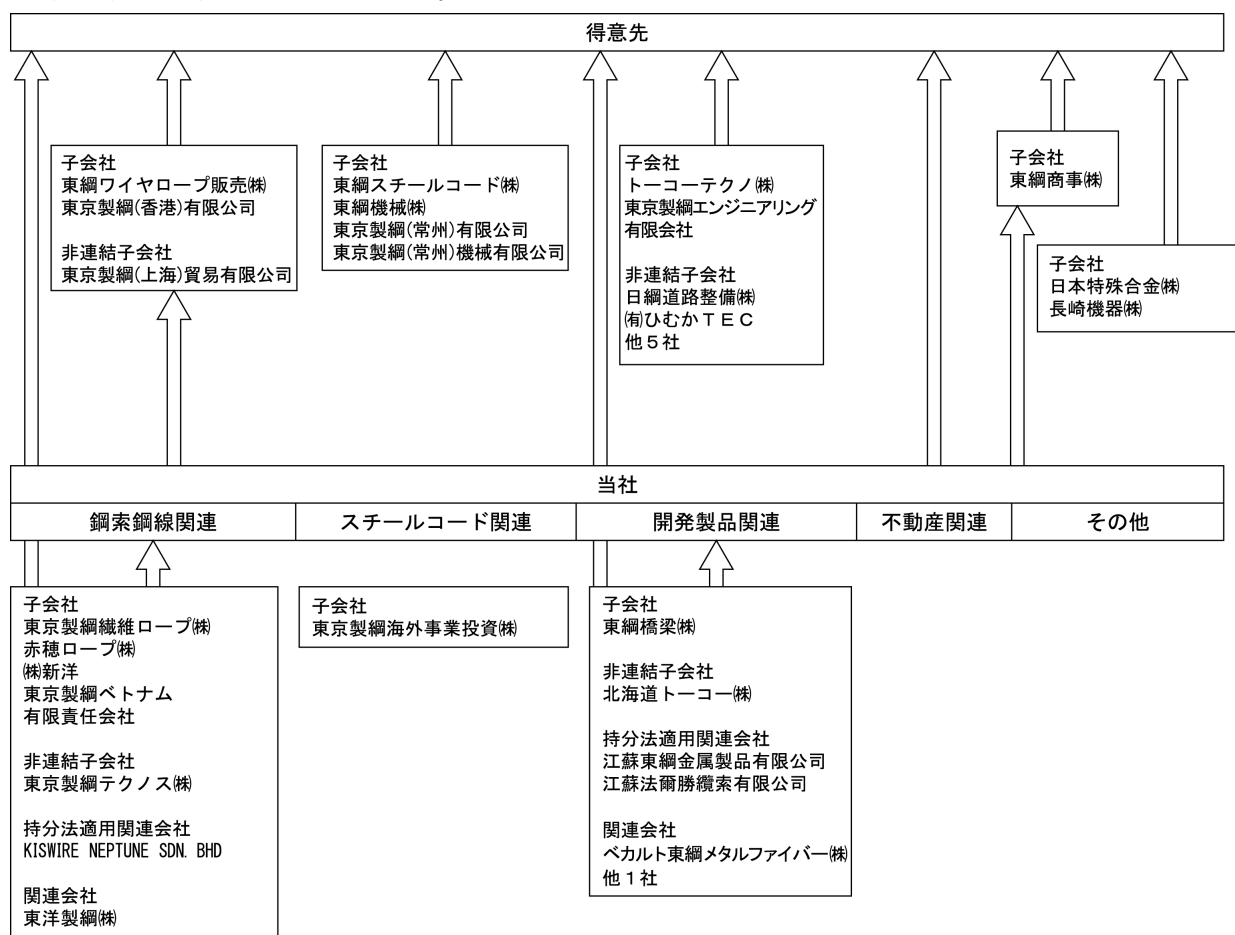 得意先
子会社
東綱ワイヤロープ販売㈱
東京製綱(香港)有限公司
非連結子会社
東京製綱(上海)貿易有限公司
子会社
東綱スチールコード㈱
東綱機械㈱
東京製綱(常州)有限公司
東京製綱(常州)機械有限公司
子会社
トーコーテクノ㈱
東京製綱エンジニアリング
有限会社
非連結子会社
日綱道路整備㈱
㈲ひむかＴＥＣ
他５社
子会社
東綱商事㈱
子会社
日本特殊合金㈱
長崎機器㈱
当社
鋼索鋼線関連
スチールコード関連
開発製品関連
不動産関連
その他
子会社
東京製綱繊維ロープ㈱
赤穂ロープ㈱
㈱新洋
東京製綱ベトナム
有限責任会社
非連結子会社
東京製綱テクノス㈱
持分法適用関連会社
KISWIRE NEPTUNE SDN. BHD
関連会社
東洋製綱㈱
子会社
東京製綱海外事業投資㈱
子会社
東綱橋梁㈱
非連結子会社
北海道トーコー㈱
持分法適用関連会社
江蘇東綱金属製品有限公司
江蘇法爾勝纜索有限公司
関連会社
ベカルト東綱メタルファイバー㈱
他１社